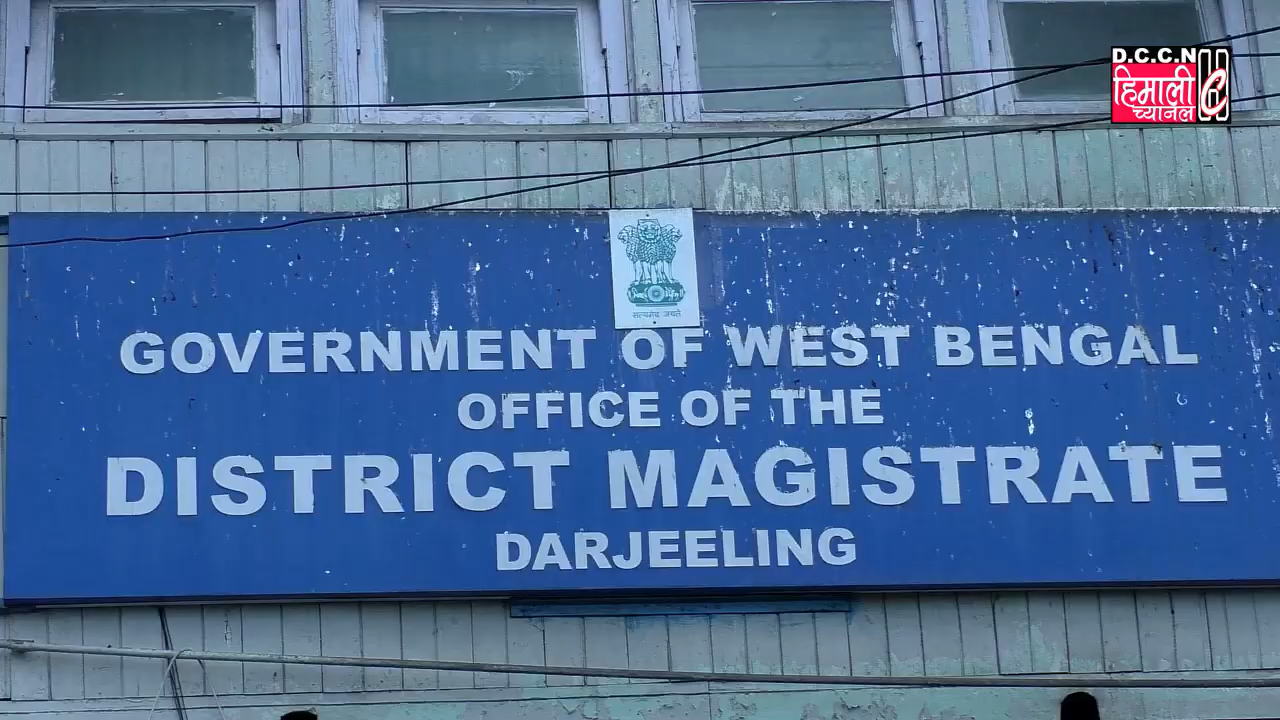 D.C.C.N
हिमाली
च्यानल
सत्यमेव जयते
GOVERNMENT OF WEST BENGAL
OFFICE OF THE
DISTRICT MAGISTRATE
DARJEELING